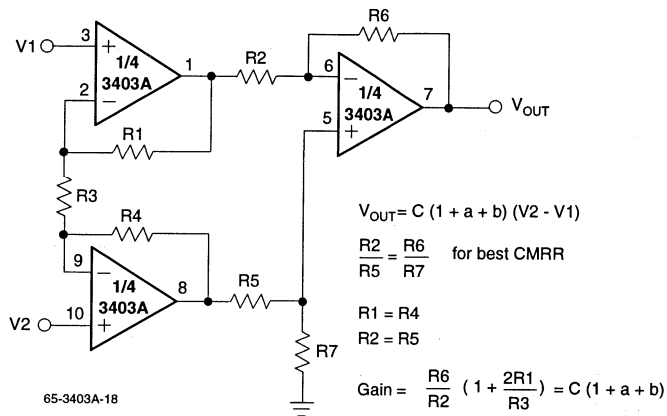 V1
3
+
1/4
3403A
1
2
−
R1
R2
R6
6
−
1/4
3403A
7
5
+
V_OUT
R3
R4
9
−
1/4
3403A
8
10
+
V2
R5
R7
V_OUT = C (1 + a + b) (V2 - V1)
R2/R5 = R6/R7 for best CMRR
R1 = R4
R2 = R5
Gain = R6/R2 (1 + 2R1/R3) = C (1 + a + b)
65-3403A-18